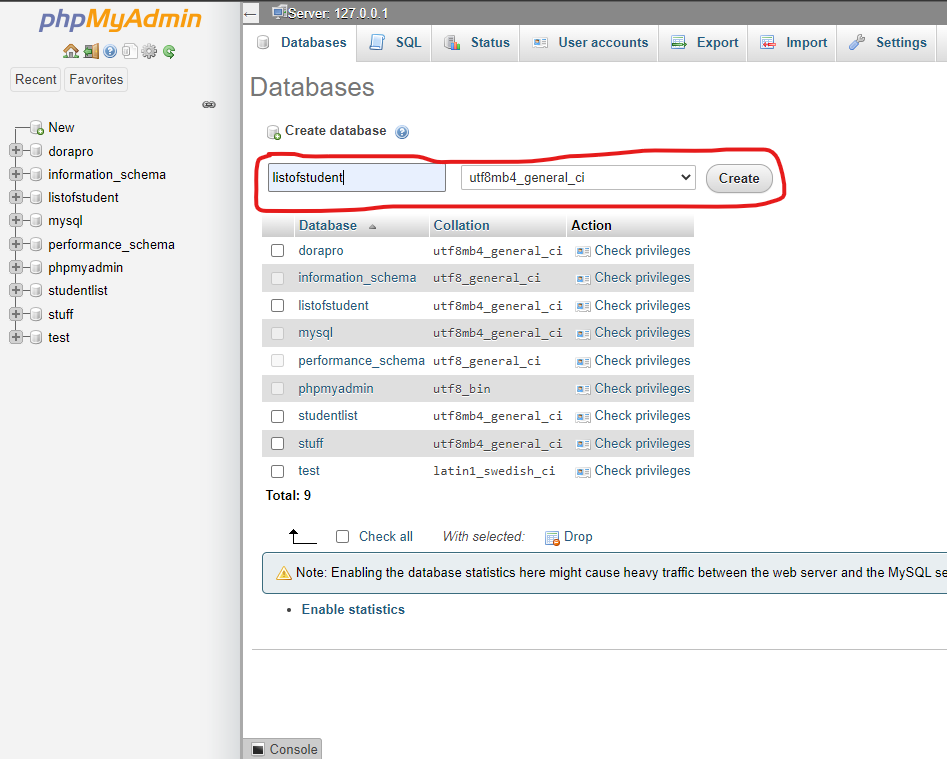 phpMyAdmin
Recent Favorites
New
dorapro
information_schema
listofstudent
mysql
performance_schema
phpmyadmin
studentlist
stuff
test
Server: 127.0.0.1
Databases SQL Status User accounts Export Import Settings
Databases
Create database
listofstudent utf8mb4_general_ci Create
Database Collation Action
dorapro utf8mb4_general_ci Check privileges
information_schema utf8_general_ci Check privileges
listofstudent utf8mb4_general_ci Check privileges
mysql utf8mb4_general_ci Check privileges
performance_schema utf8_general_ci Check privileges
phpmyadmin utf8_bin Check privileges
studentlist utf8mb4_general_ci Check privileges
stuff utf8mb4_general_ci Check privileges
test latin1_swedish_ci Check privileges
Total: 9
Check all With selected: Drop
Note: Enabling the database statistics here might cause heavy traffic between the web server and the MySQL se
• Enable statistics
Console